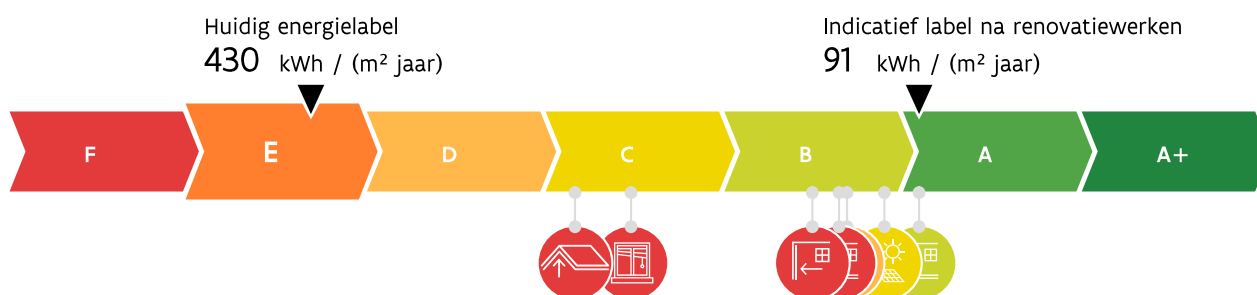 Huidig energielabel
430 kWh / (m² jaar)
Indicatief label na renovatiewerken
91 kWh / (m² jaar)
F E D C B A A+